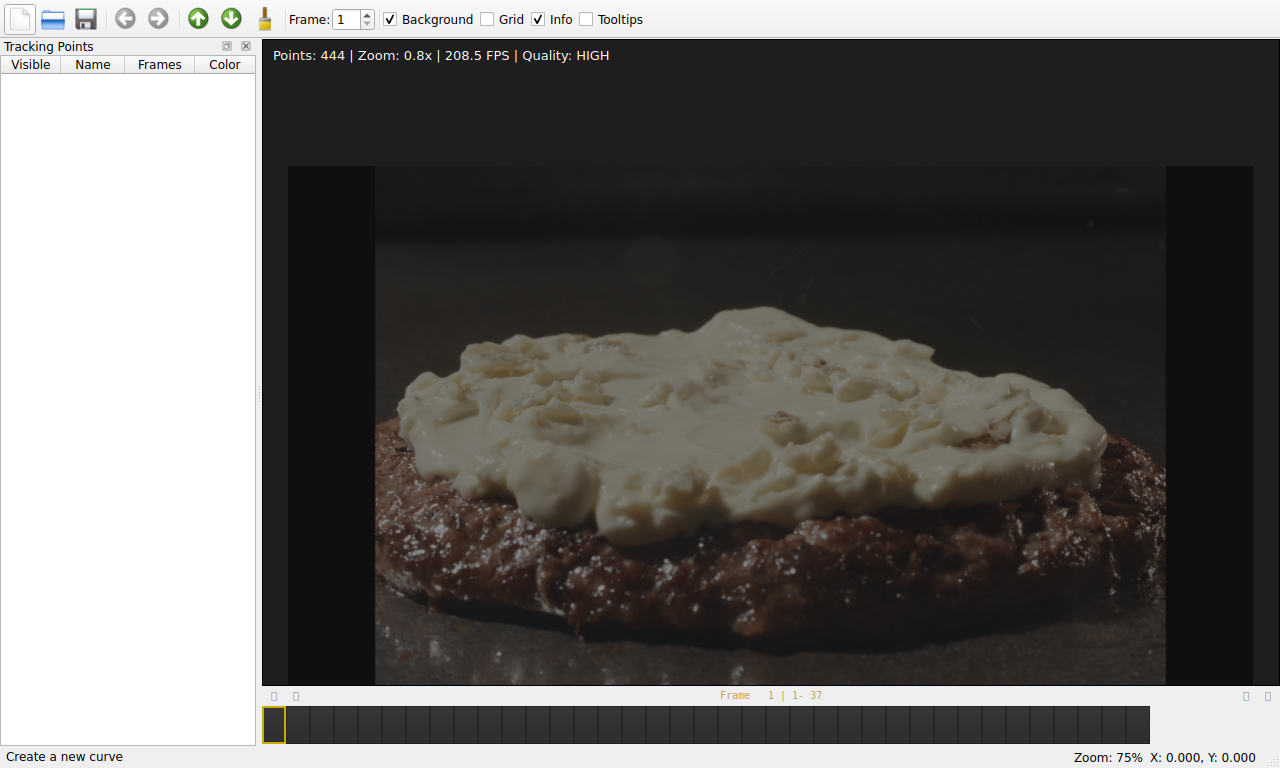 Frame: 1 Background Grid Info Tooltips
Tracking Points
Visible Name Frames Color
Points: 444 | Zoom: 0.8x | 208.5 FPS | Quality: HIGH
Frame 1 | 1- 37
Create a new curve
Zoom: 75% X: 0.000, Y: 0.000